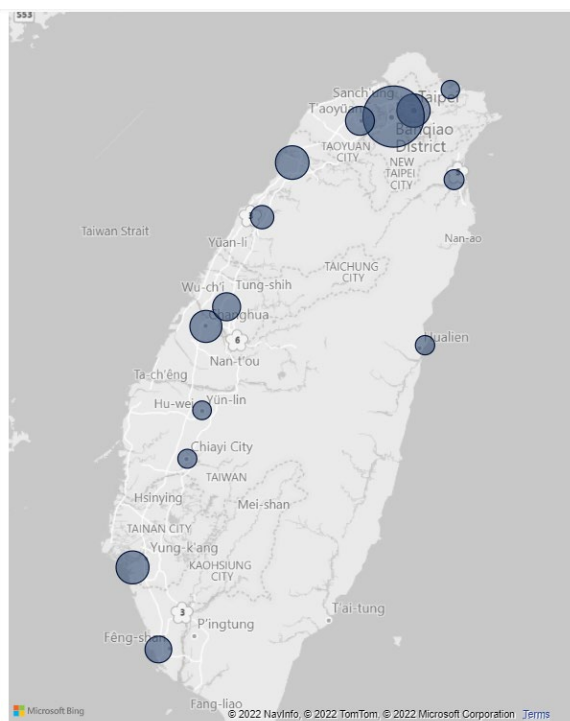 553
Sanch'ung
Taipei
T'aoyüan
Banqiao
District
TAOYUAN
CITY
NEW
TAIPEI
CITY
5
3
Nan-ao
Taiwan Strait
Yüan-li
TAICHUNG
CITY
Wu-ch'i
Tung-shih
Changhua
6
Hualien
Nan-t'ou
Ta-ch'êng
Hu-wei
Yün-lin
Chiayi City
TAIWAN
Hsinying
Mei-shan
TAINAN CITY
Yung-k'ang
KAOHSIUNG
CITY
3
T'ai-tung
P'ingtung
Fêng-shan
Fang-liao
Microsoft Bing
© 2022 NavInfo, © 2022 TomTom, © 2022 Microsoft Corporation Terms